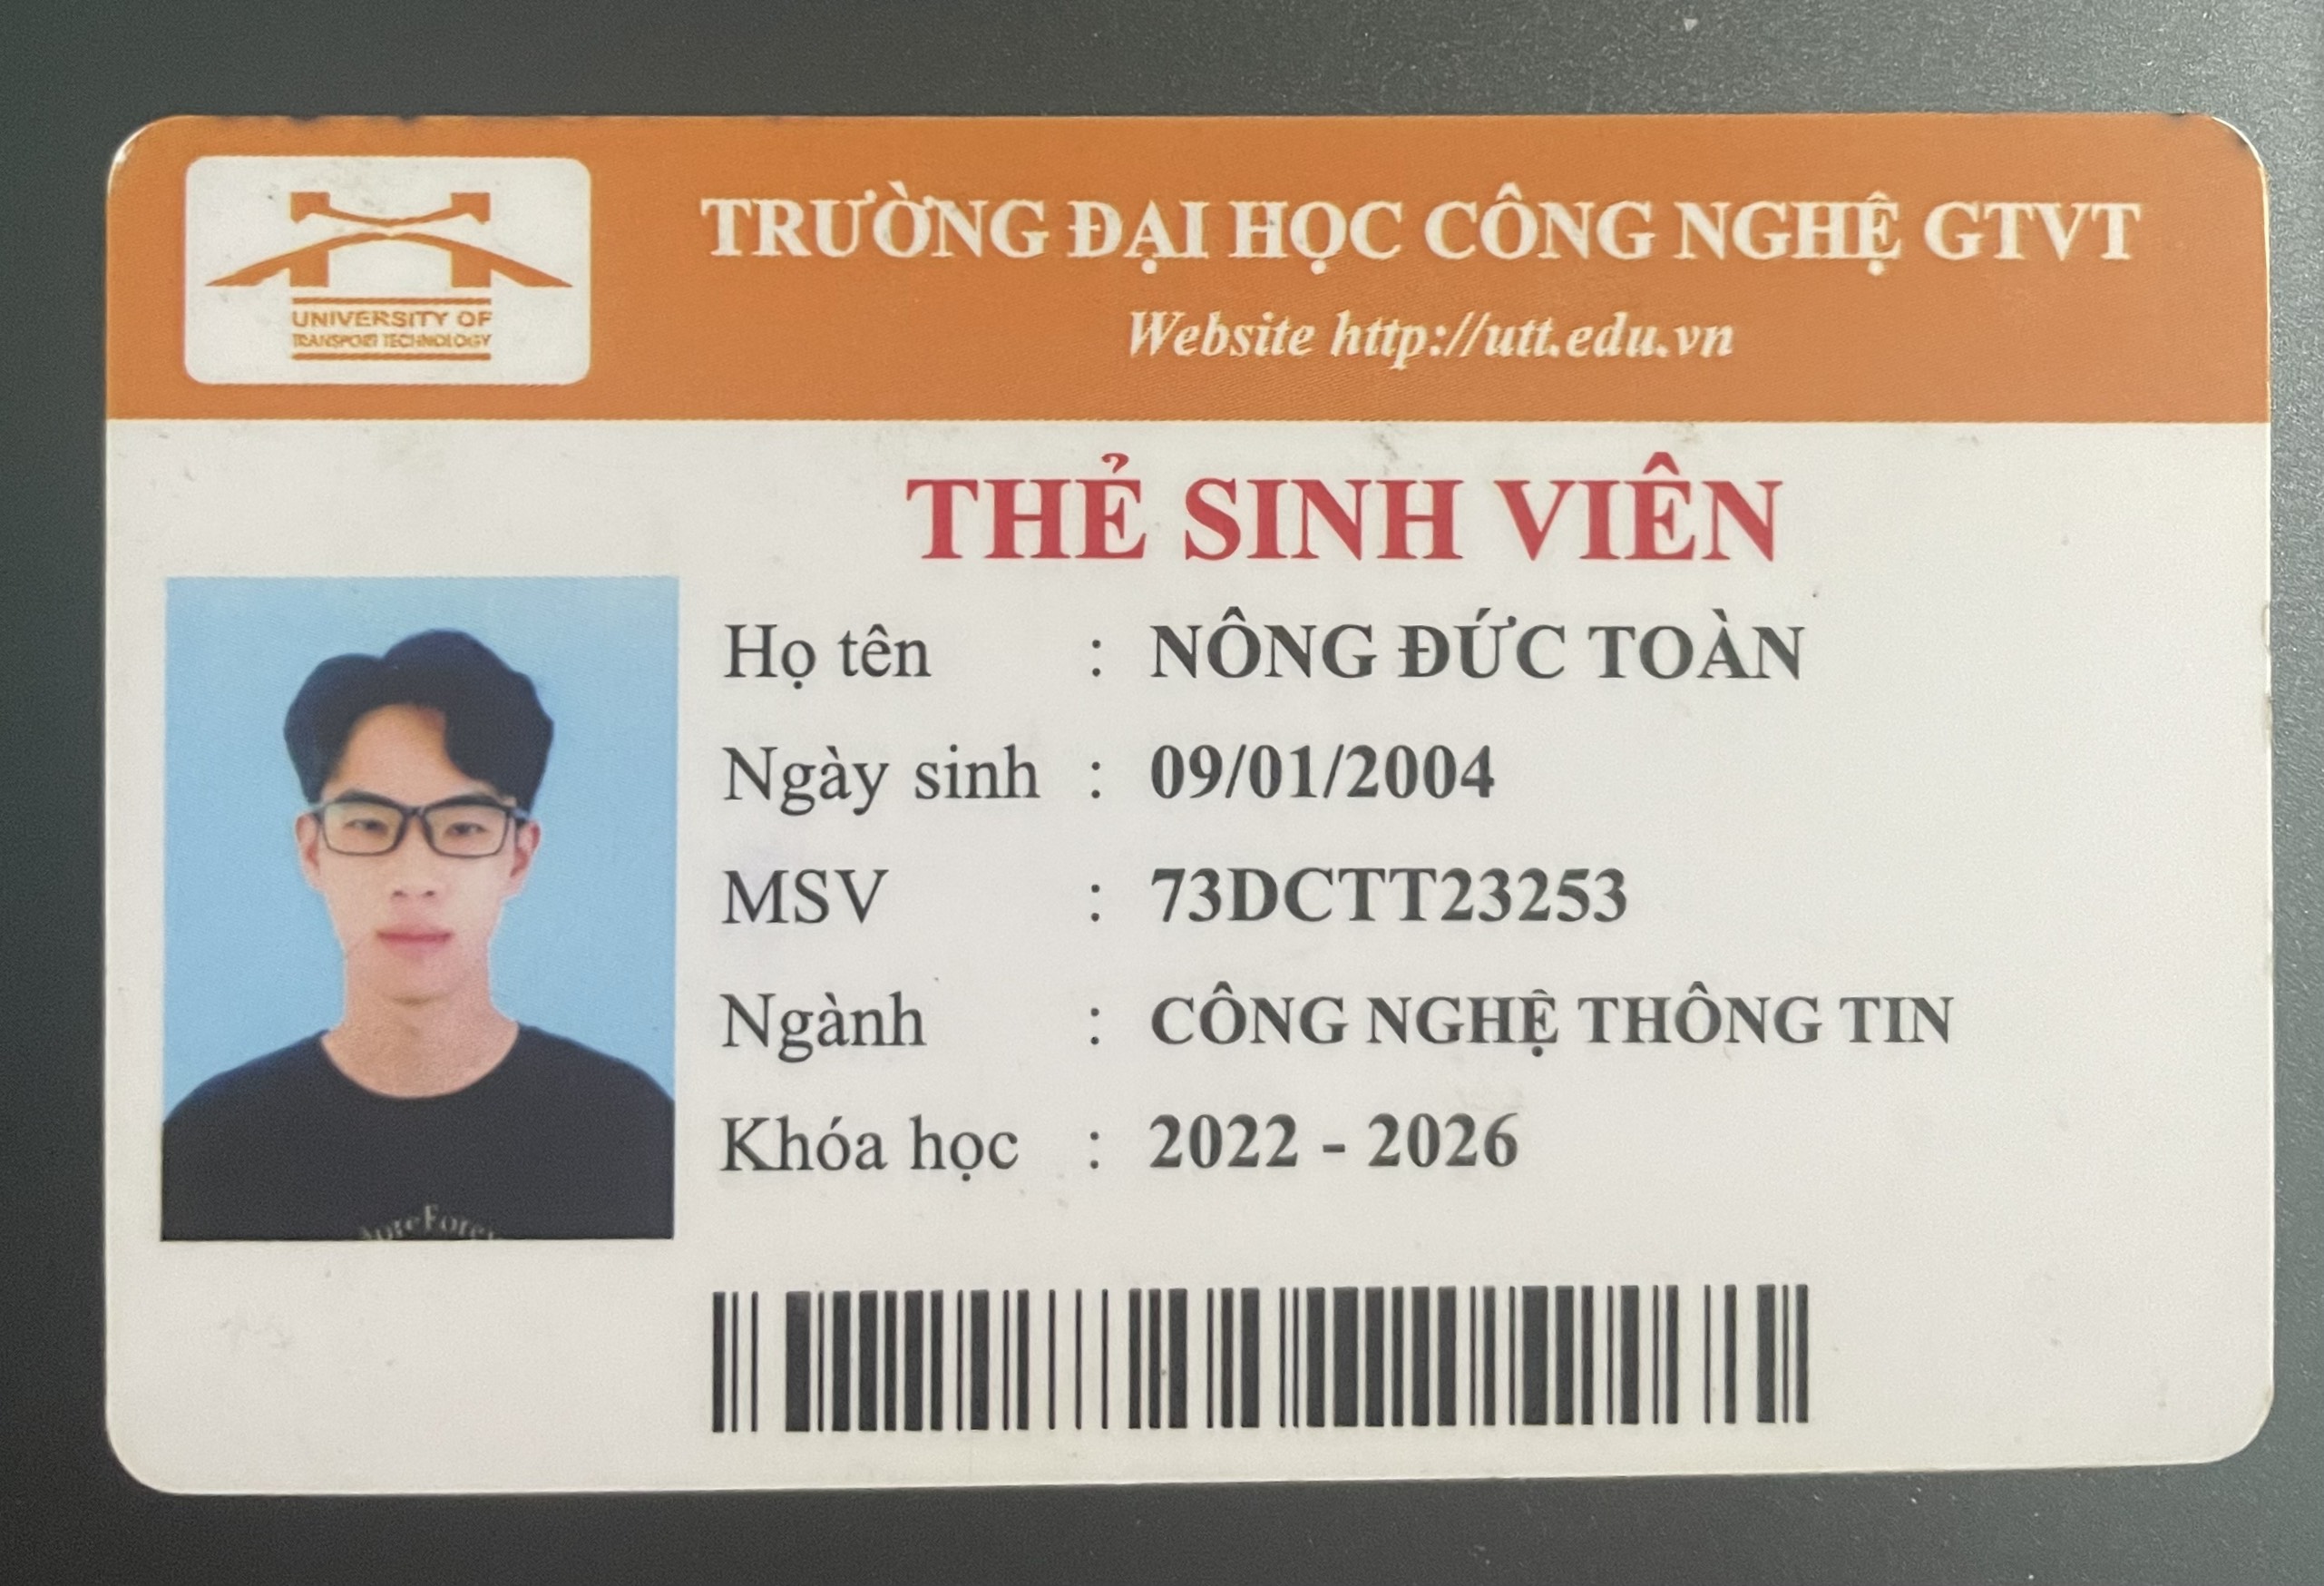 UNIVERSITY OF
TRANSPORT TECHNOLOGY
TRƯỜNG ĐẠI HỌC CÔNG NGHỆ GTVT
Website http://utt.edu.vn
THẺ SINH VIÊN
Họ tên : NÔNG ĐỨC TOÀN
Ngày sinh : 09/01/2004
MSV : 73DCTT23253
Ngành : CÔNG NGHỆ THÔNG TIN
Khóa học : 2022 - 2026